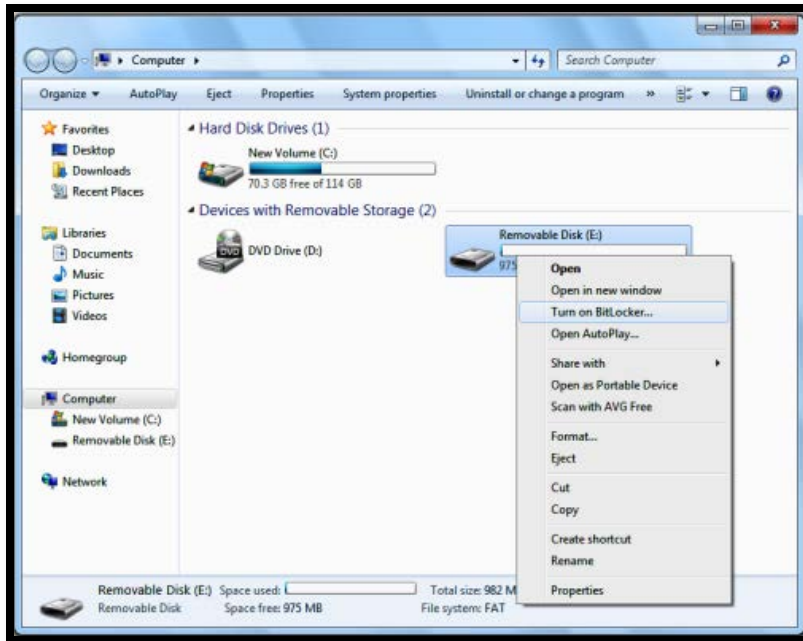 Computer
Search Computer
Organize AutoPlay Eject Properties System properties Uninstall or change a program »
Favorites
Desktop
Downloads
Recent Places
Libraries
Documents
Music
Pictures
Videos
Homegroup
Computer
New Volume (C:)
Removable Disk (E:)
Network
Hard Disk Drives (1)
New Volume (C:)
70.3 GB free of 114 GB
Devices with Removable Storage (2)
DVD Drive (D:)
Removable Disk (E:)
975
Open
Open in new window
Turn on BitLocker...
Open AutoPlay...
Share with
Open as Portable Device
Scan with AVG Free
Format...
Eject
Cut
Copy
Create shortcut
Rename
Properties
Removable Disk (E:) Space used: Total size: 982 M
Removable Disk Space free: 975 MB File system: FAT